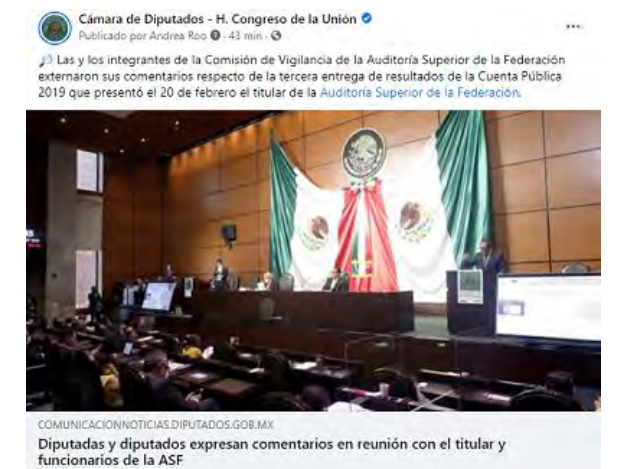 Cámara de Diputados - H. Congreso de la Unión
Publicado por Andrea Roo · 43 min ·
Las y los integrantes de la Comisión de Vigilancia de la Auditoría Superior de la Federación
externaron sus comentarios respecto de la tercera entrega de resultados de la Cuenta Pública
2019 que presentó el 20 de febrero el titular de la Auditoría Superior de la Federación.
COMUNICACIONNOTICIAS.DIPUTADOS.GOB.MX
Diputadas y diputados expresan comentarios en reunión con el titular y
funcionarios de la ASF